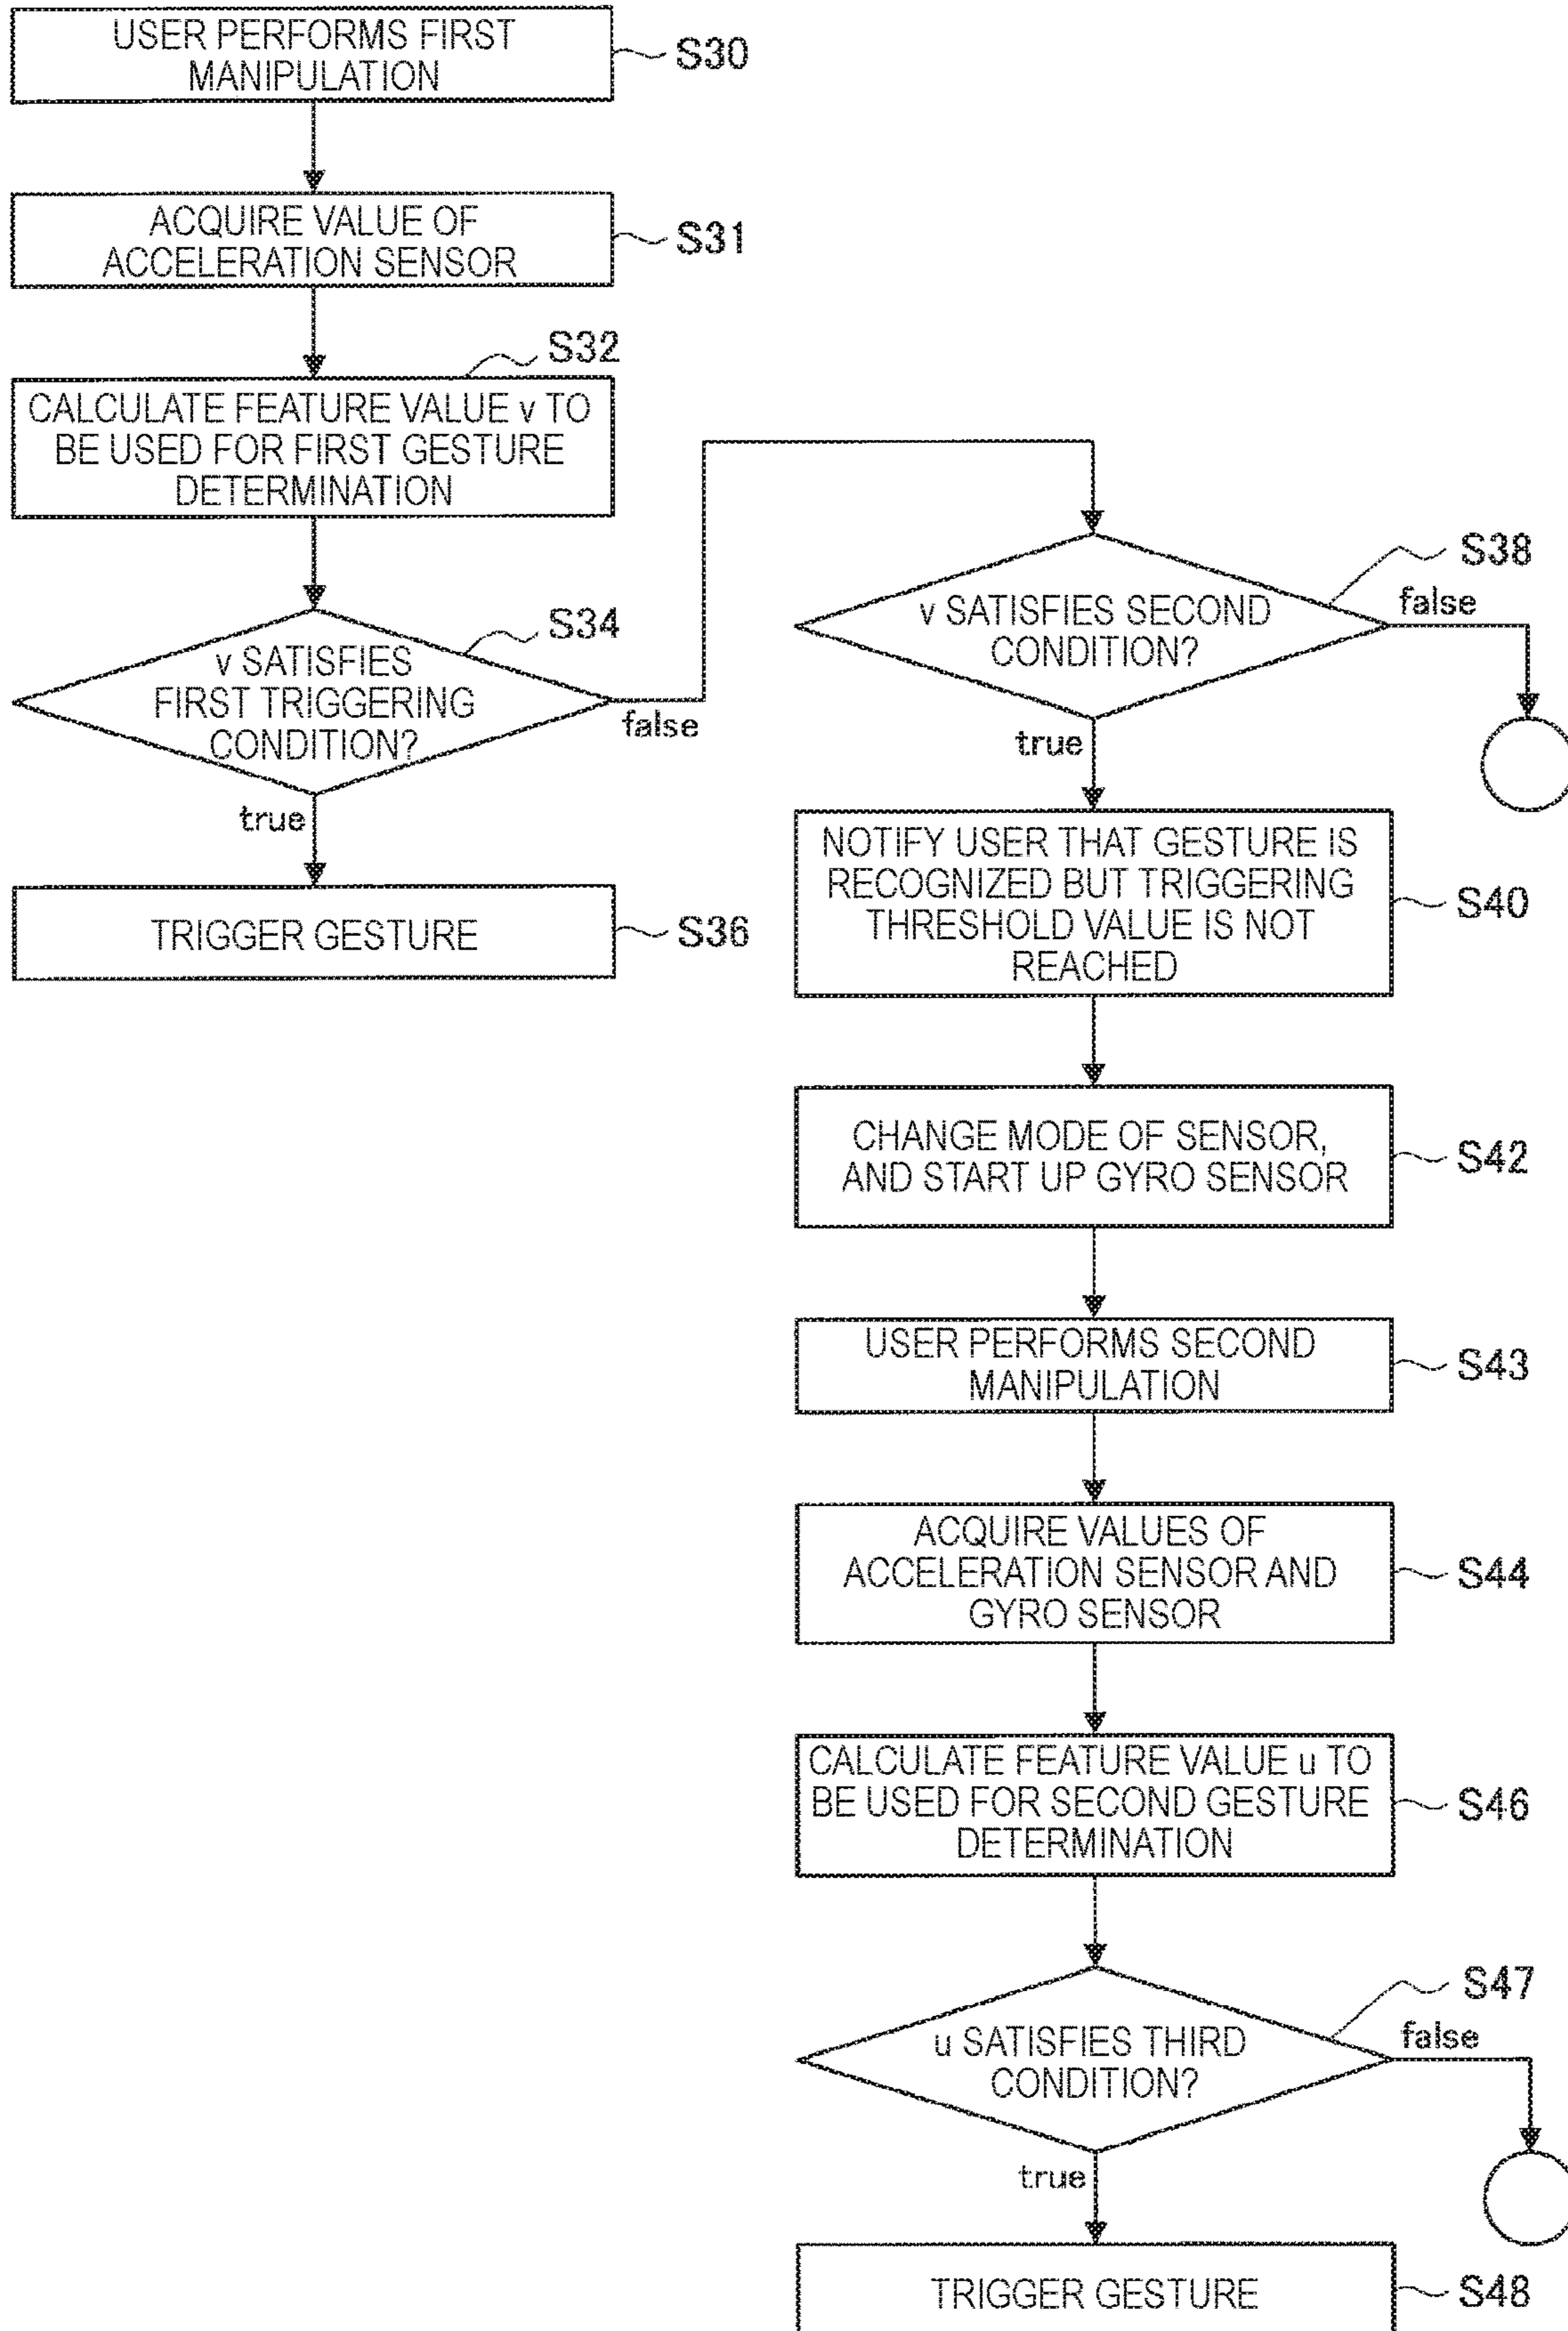 USER PERFORMS FIRST
MANIPULATION
S30
ACQUIRE VALUE OF
ACCELERATION SENSOR
S31
S32
CALCULATE FEATURE VALUE v TO
BE USED FOR FIRST GESTURE
DETERMINATION
S34
v SATISFIES
FIRST TRIGGERING
CONDITION?
false
true
TRIGGER GESTURE
S36
S38
v SATISFIES SECOND
CONDITION?
false
true
NOTIFY USER THAT GESTURE IS
RECOGNIZED BUT TRIGGERING
THRESHOLD VALUE IS NOT
REACHED
S40
CHANGE MODE OF SENSOR,
AND START UP GYRO SENSOR
S42
USER PERFORMS SECOND
MANIPULATION
S43
ACQUIRE VALUES OF
ACCELERATION SENSOR AND
GYRO SENSOR
S44
CALCULATE FEATURE VALUE u TO
BE USED FOR SECOND GESTURE
DETERMINATION
S46
S47
u SATISFIES THIRD
CONDITION?
false
true
TRIGGER GESTURE
S48